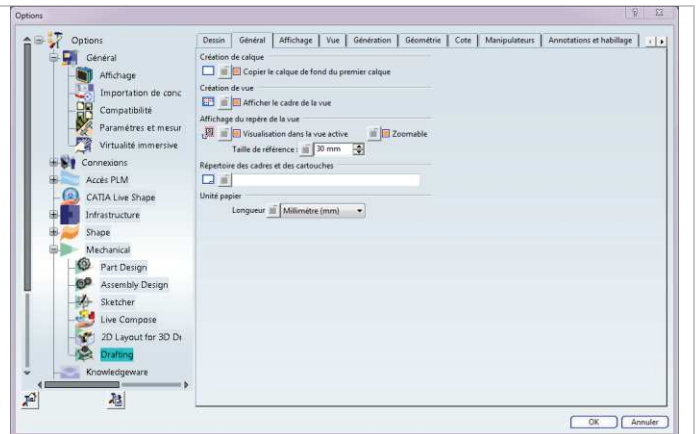 Options
Options
Général
Affichage
Importation de conc
Compatibilité
Paramètres et mesur
Virtualité immersive
Connexions
Accès PLM
CATIA Live Shape
Infrastructure
Shape
Mechanical
Part Design
Assembly Design
Sketcher
Live Compose
2D Layout for 3D De
Drafting
Knowledgeware
Dessin Général Affichage Vue Génération Géométrie Cote Manipulateurs Annotations et habillage
Création de calque
Copier le calque de fond du premier calque
Création de vue
Afficher le cadre de la vue
Affichage du repère de la vue
Visualisation dans la vue active Zoomable
Taille de référence : 30 mm
Répertoire des cadres et des cartouches
Unité papier
Longueur Millimètre (mm)
OK Annuler